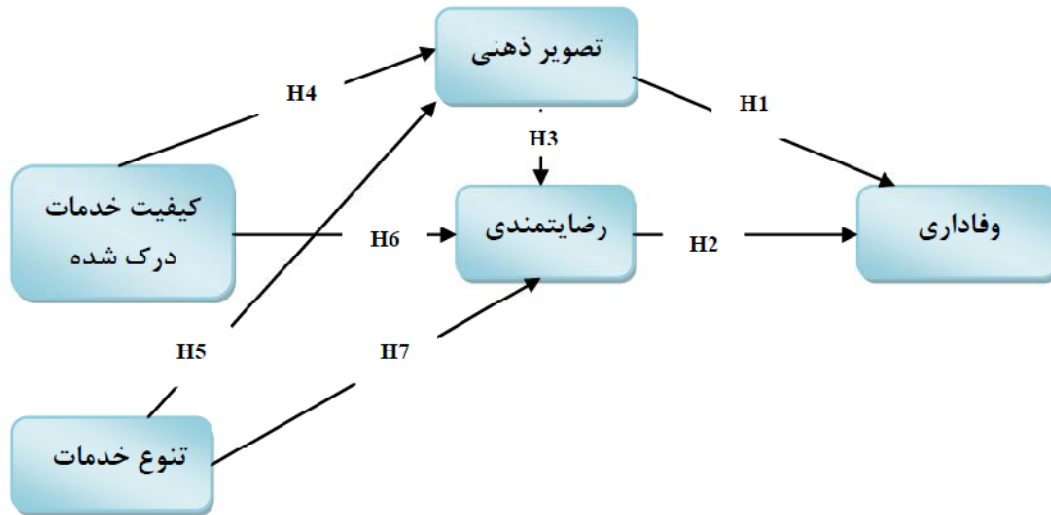 تصویر ذهنی
H4
H1
H3
کیفیت خدمات
درک شده
H6
رضایتمندی
H2
وفاداری
H5
H7
تنوع خدمات